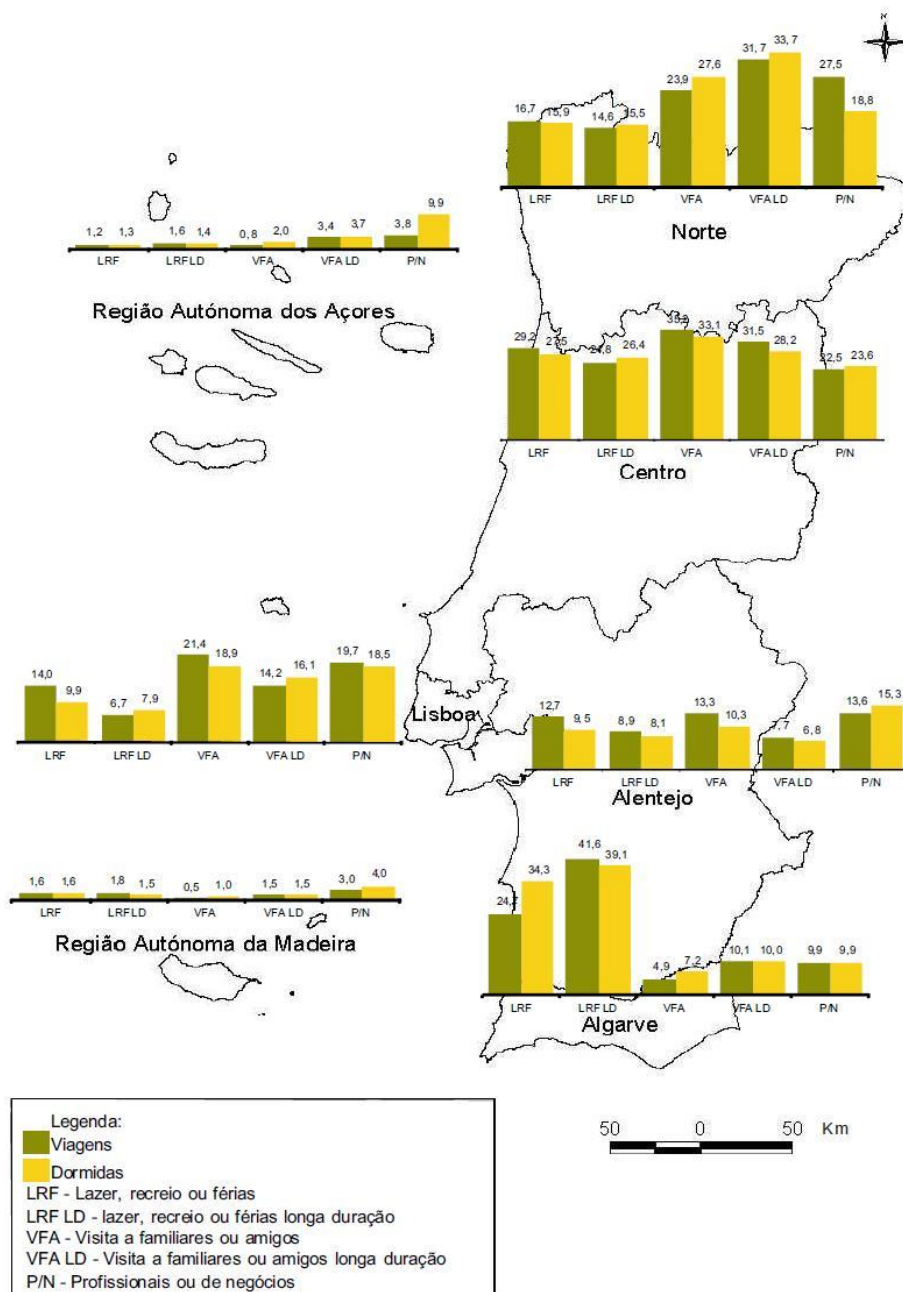 N
16,7 15,9 14,6 15,5 23,9 27,6 31,7 33,7 27,5 18,8
LRF LRF LD VFA VFA LD P/N
Norte
1,2 1,3 1,6 1,4 0,8 2,0 3,4 3,7 3,8 9,9
LRF LRF LD VFA VFA LD P/N
Região Autónoma dos Açores
29,2 27,5 24,8 26,4 35,2 33,1 31,5 28,2 22,5 23,6
LRF LRF LD VFA VFA LD P/N
Centro
14,0 9,9 6,7 7,9 21,4 18,9 14,2 16,1 19,7 18,5
LRF LRF LD VFA VFA LD P/N
Lisboa
12,7 9,5 8,9 8,1 13,3 10,3 7,7 6,8 13,6 15,3
LRF LRF LD VFA VFA LD P/N
Alentejo
1,6 1,6 1,8 1,5 0,5 1,0 1,5 1,5 3,0 4,0
LRF LRF LD VFA VFA LD P/N
Região Autónoma da Madeira
24,7 34,3 41,6 39,1 4,9 7,2 10,1 10,0 9,9 9,9
LRF LRF LD VFA VFA LD P/N
Algarve
Legenda:
Viagens
Dormidas
LRF - Lazer, recreio ou férias
LRF LD - lazer, recreio ou férias longa duração
VFA - Visita a familiares ou amigos
VFA LD - Visita a familiares ou amigos longa duração
P/N - Profissionais ou de negócios
50 0 50 Km